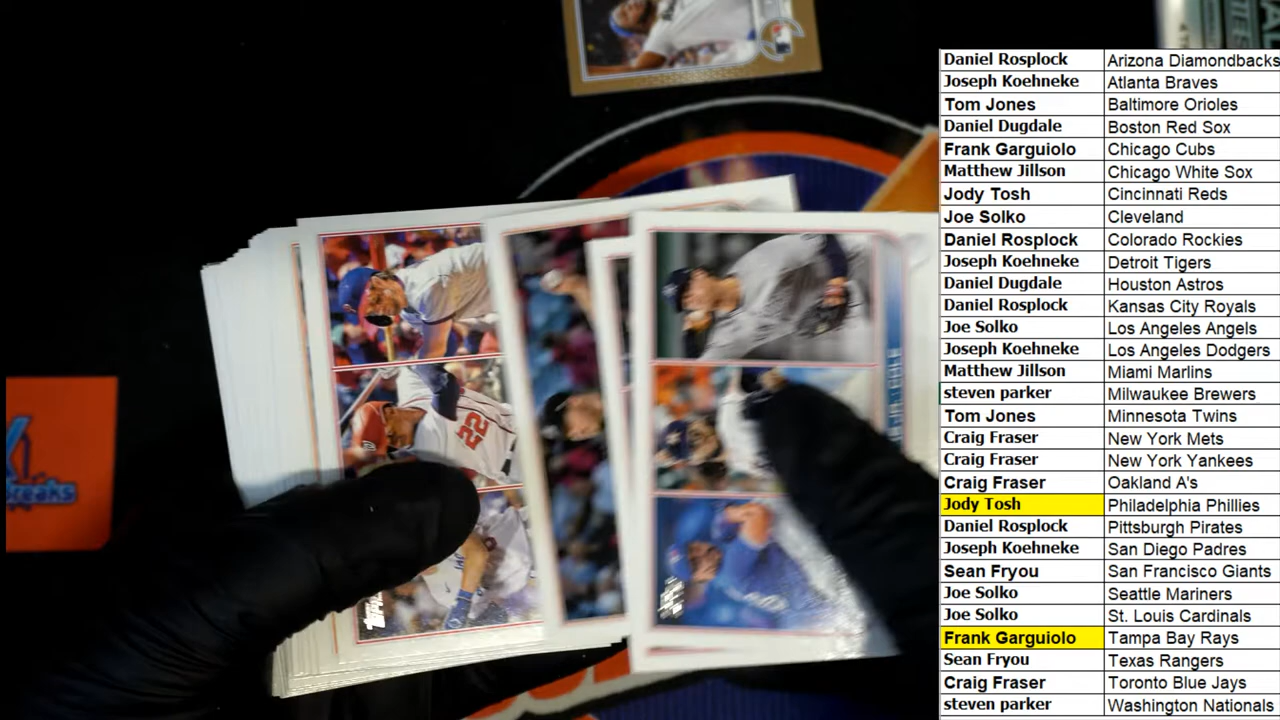 Daniel Rosplock Arizona Diamondbacks
Joseph Koehneke Atlanta Braves
Tom Jones Baltimore Orioles
Daniel Dugdale Boston Red Sox
Frank Garguiolo Chicago Cubs
Matthew Jillson Chicago White Sox
Jody Tosh Cincinnati Reds
Joe Solko Cleveland
Daniel Rosplock Colorado Rockies
Joseph Koehneke Detroit Tigers
Daniel Dugdale Houston Astros
Daniel Rosplock Kansas City Royals
Joe Solko Los Angeles Angels
Joseph Koehneke Los Angeles Dodgers
Matthew Jillson Miami Marlins
steven parker Milwaukee Brewers
Tom Jones Minnesota Twins
Craig Fraser New York Mets
Craig Fraser New York Yankees
Craig Fraser Oakland A's
Jody Tosh Philadelphia Phillies
Daniel Rosplock Pittsburgh Pirates
Joseph Koehneke San Diego Padres
Sean Fryou San Francisco Giants
Joe Solko Seattle Mariners
Joe Solko St. Louis Cardinals
Frank Garguiolo Tampa Bay Rays
Sean Fryou Texas Rangers
Craig Fraser Toronto Blue Jays
steven parker Washington Nationals
22